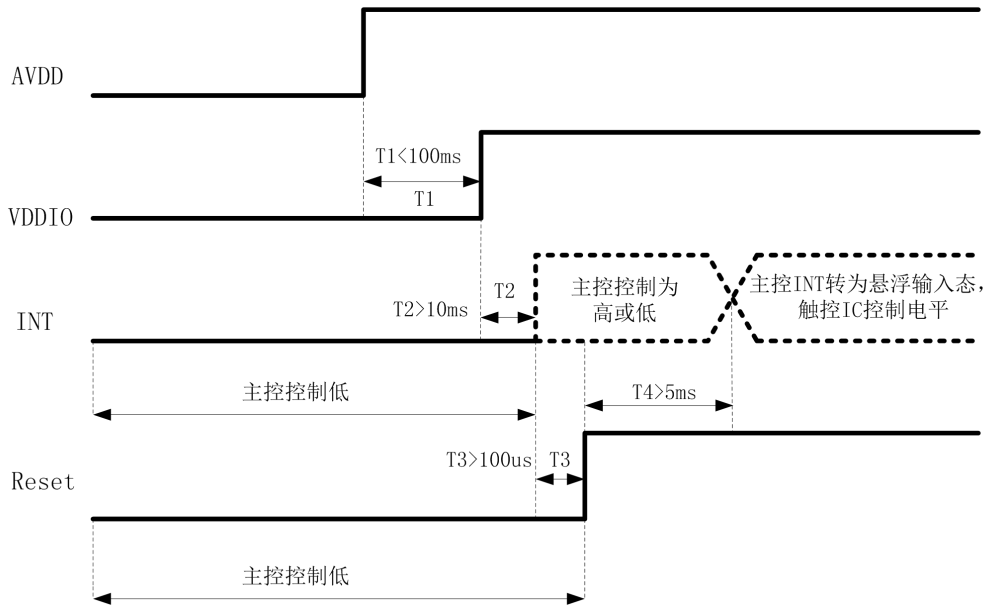 AVDD
T1<100ms
T1
VDDIO
T2>10ms
T2
主控控制为
高或低
主控INT转为悬浮输入态，
触控IC控制电平
INT
主控控制低
T4>5ms
T3>100us
T3
Reset
主控控制低